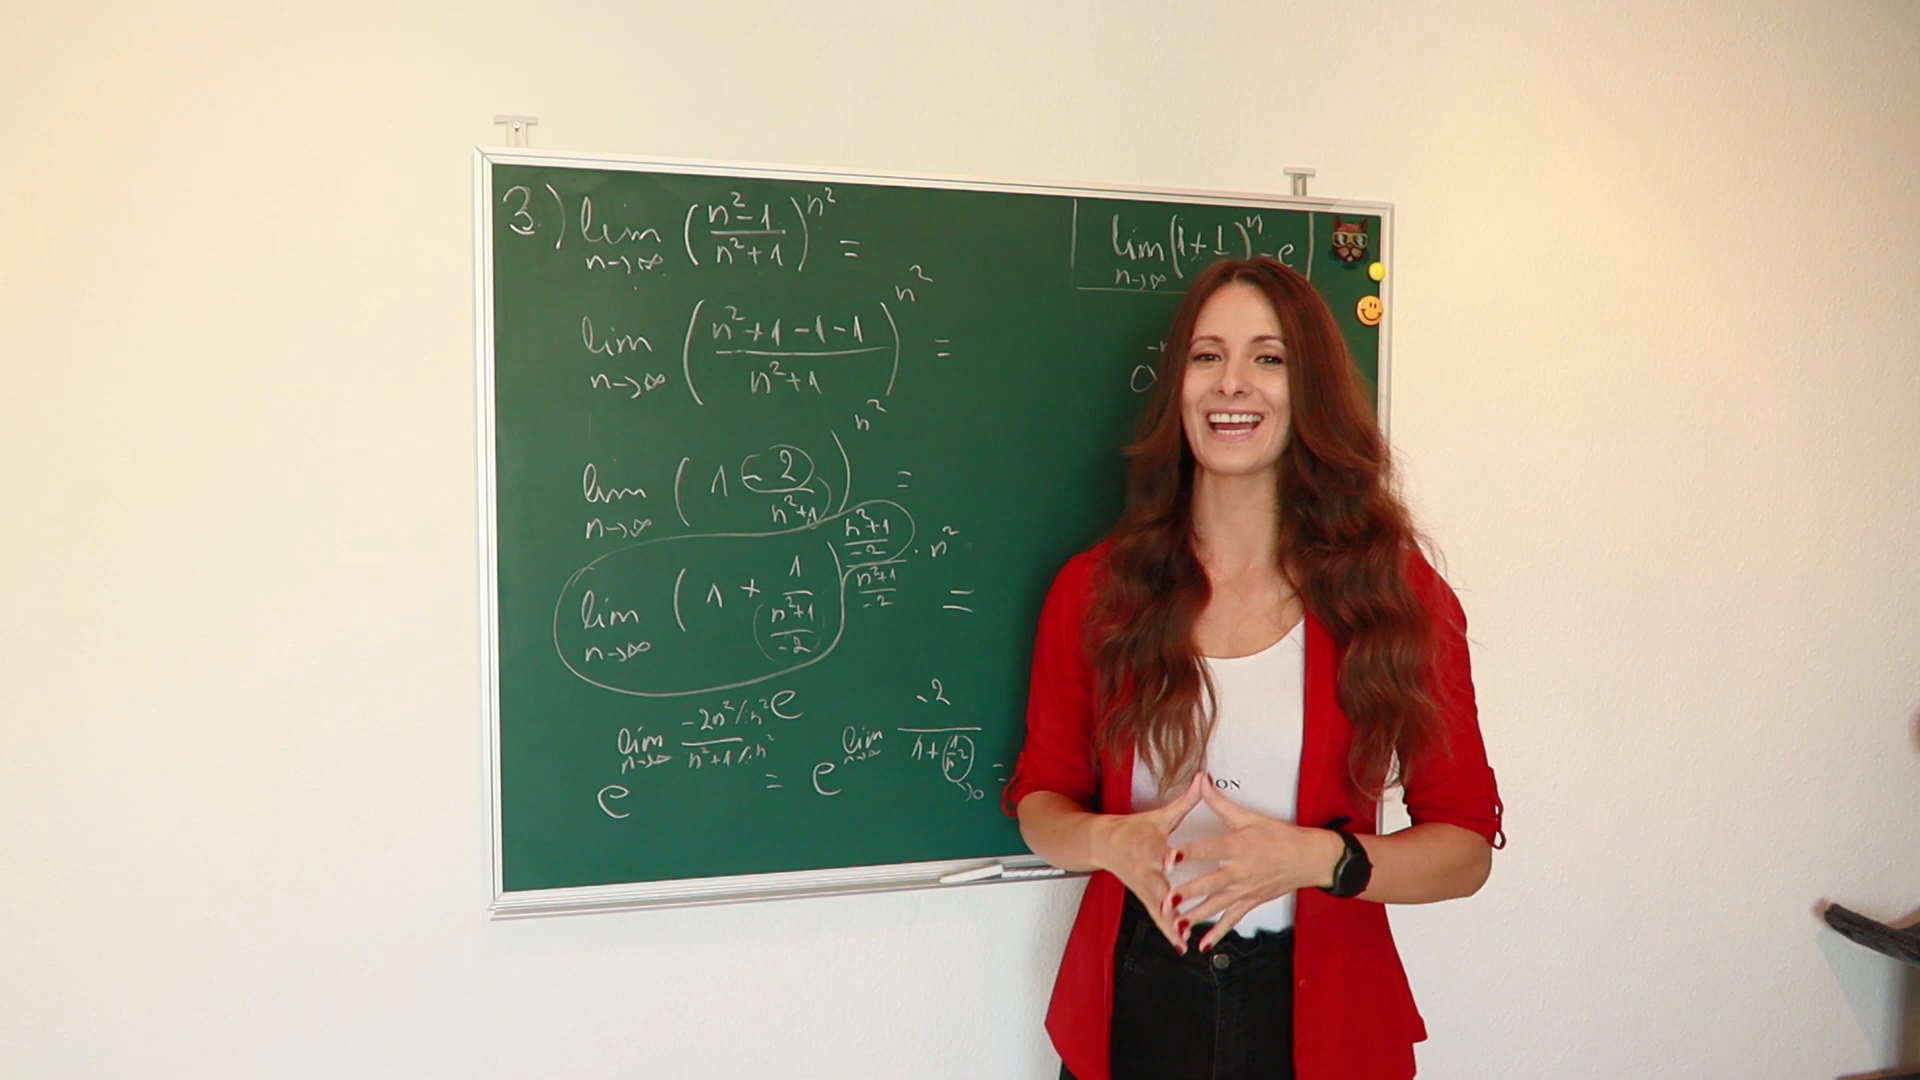 3.) lim n→∞ (n²-1 / n²+1)^n² =
lim n→∞ (1+1/ )^n = e
lim n→∞ (n²+1-1-1 / n²+1)^n² =
lim n→∞ (1 -2 / n²+1)^n² =
lim n→∞ (1 + 1 / (n²+1 / -2))^((n²+1 / -2) / (n²+1 / -2) · n²) =
e
e^(lim n→∞ -2n² /:n² / n²+1 /:n²) = e^(lim n→∞ -2 / 1+ 1/n² →0) =
ON